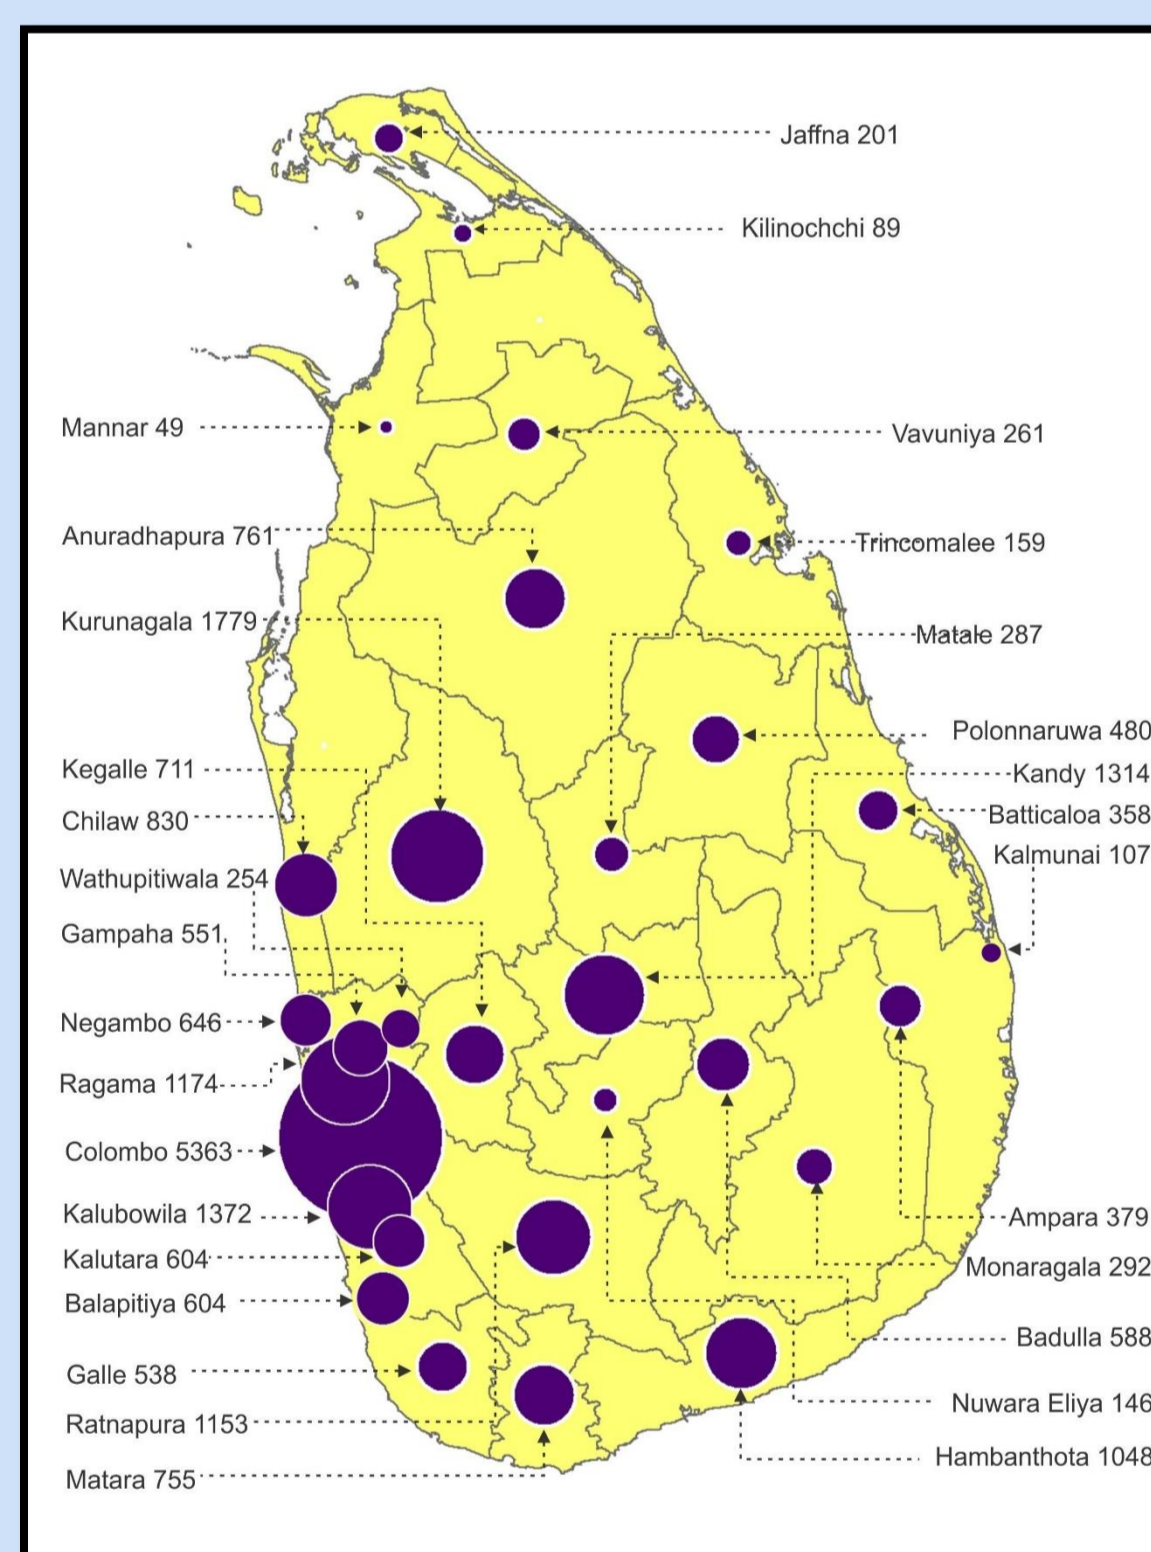 Jaffna 201
Kilinochchi 89
Mannar 49
Vavuniya 261
Anuradhapura 761
Trincomalee 159
Kurunagala 1779
Matale 287
Polonnaruwa 480
Kegalle 711
Kandy 1314
Chilaw 830
Batticaloa 358
Kalmunai 107
Wathupitiwala 254
Gampaha 551
Negambo 646
Ragama 1174
Colombo 5363
Kalubowila 1372
Ampara 379
Kalutara 604
Monaragala 292
Balapitiya 604
Badulla 588
Galle 538
Nuwara Eliya 146
Ratnapura 1153
Hambanthota 1048
Matara 755